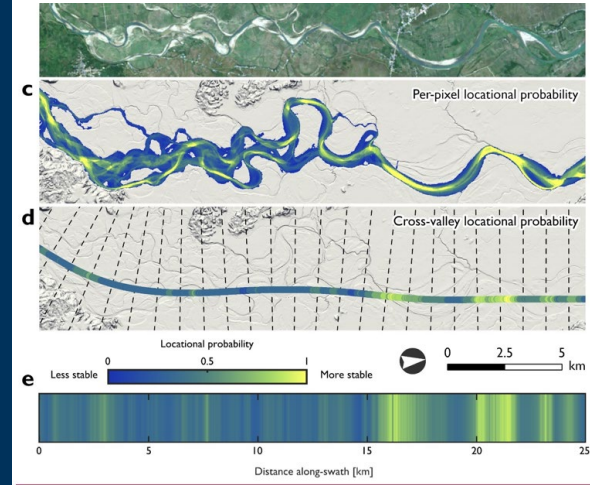 c
Per-pixel locational probability
d
Cross-valley locational probability
Locational probability
0 0.5 1
Less stable
More stable
0 2.5 5
km
e
0 5 10 15 20 25
Distance along-swath [km]